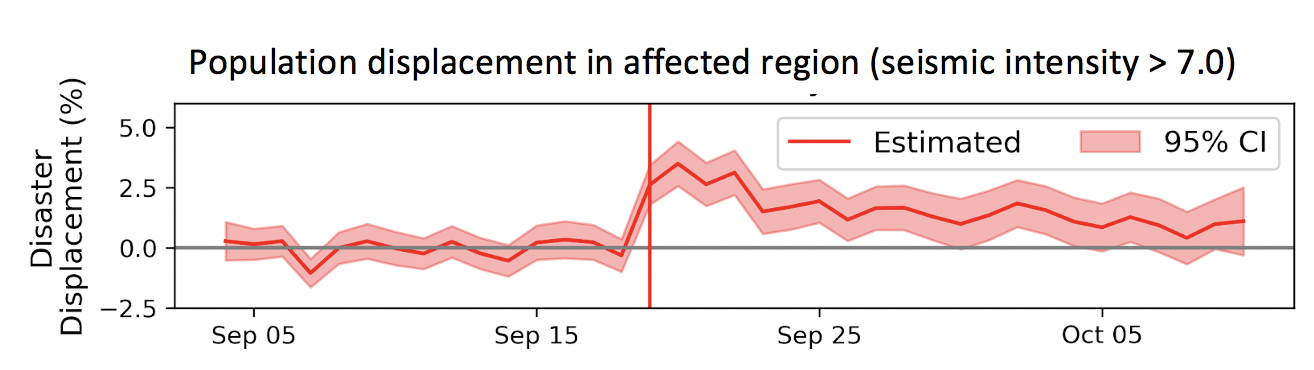 Population displacement in affected region (seismic intensity > 7.0)
Disaster
Displacement (%)
5.0
2.5
0.0
−2.5
Estimated
95% CI
Sep 05
Sep 15
Sep 25
Oct 05